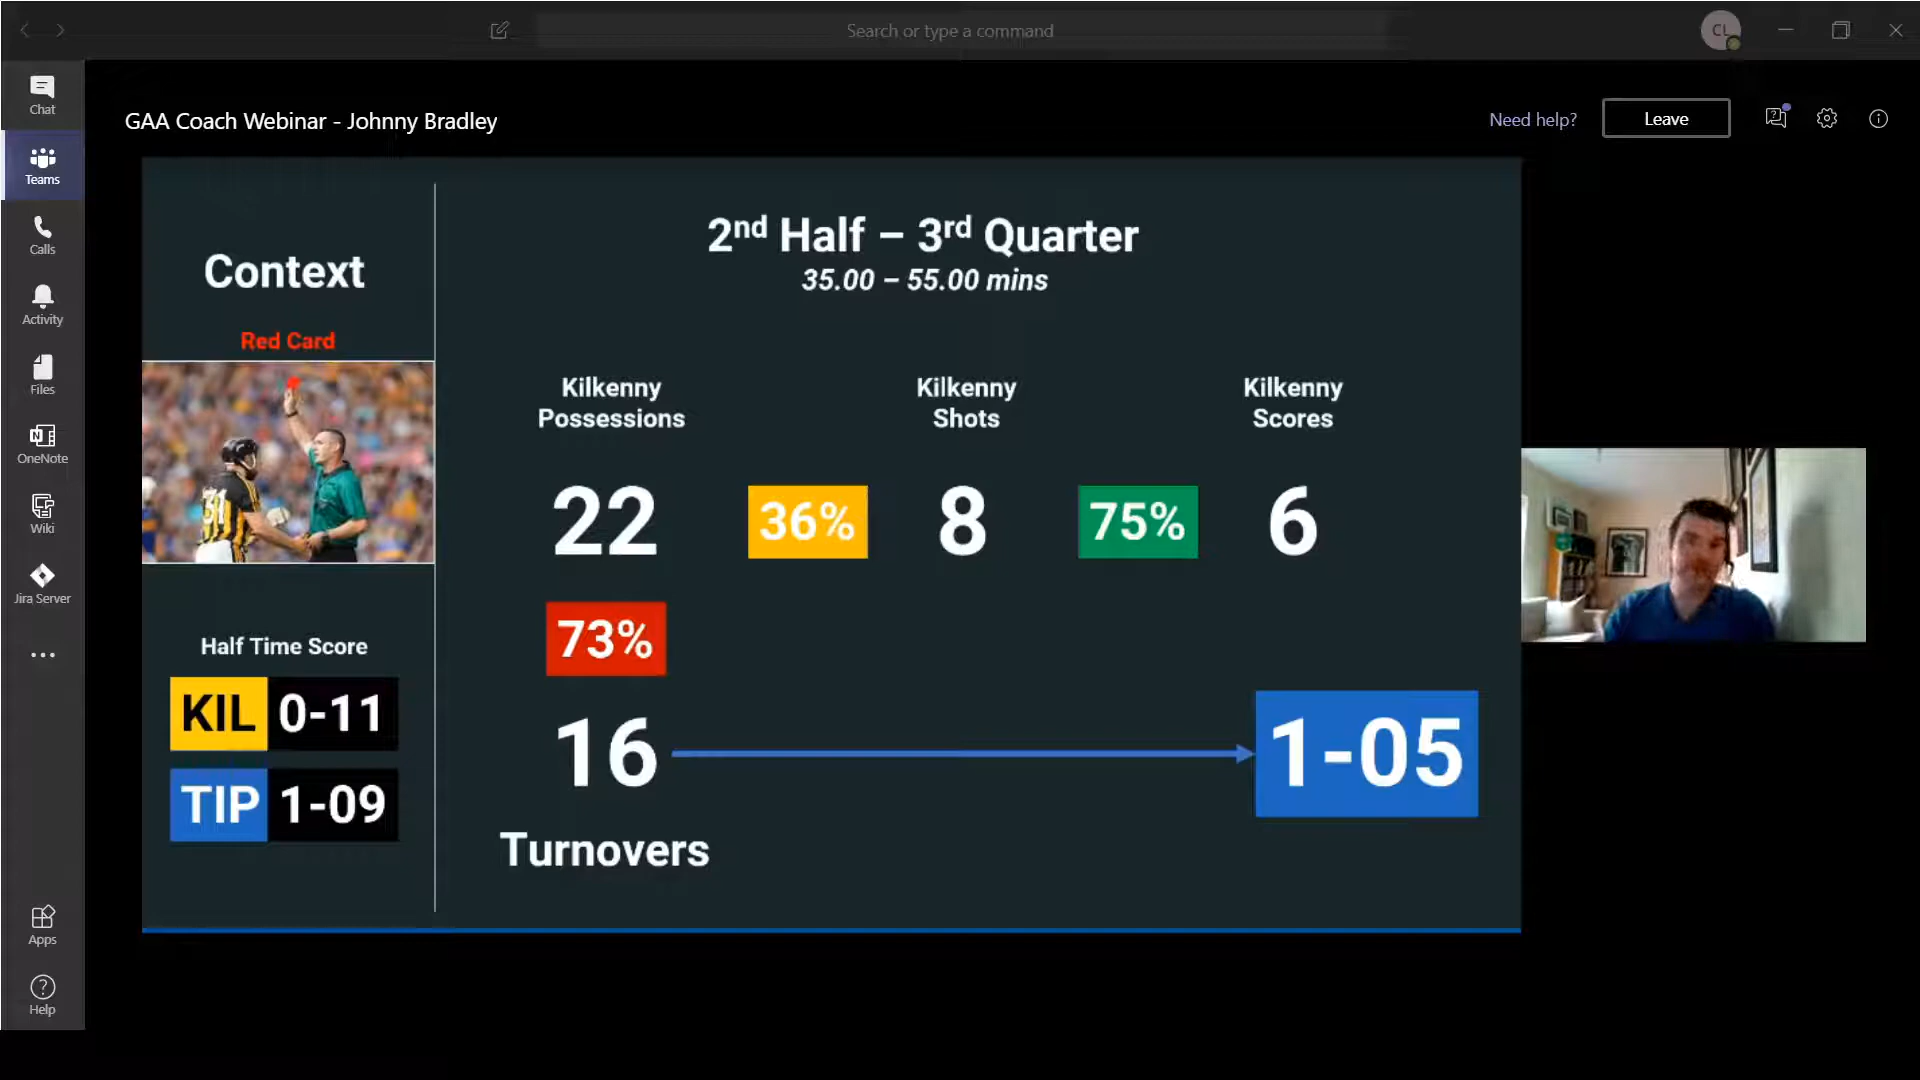 Search or type a command
CL
Chat
Teams
Calls
Activity
Files
OneNote
Wiki
Jira Server
Apps
Help
GAA Coach Webinar - Johnny Bradley
Need help?
Leave
Context
Red Card
31
Half Time Score
KIL 0-11
TIP 1-09
2nd Half – 3rd Quarter
35.00 – 55.00 mins
Kilkenny
Possessions
Kilkenny
Shots
Kilkenny
Scores
22 36% 8 75% 6
73%
16 1-05
Turnovers